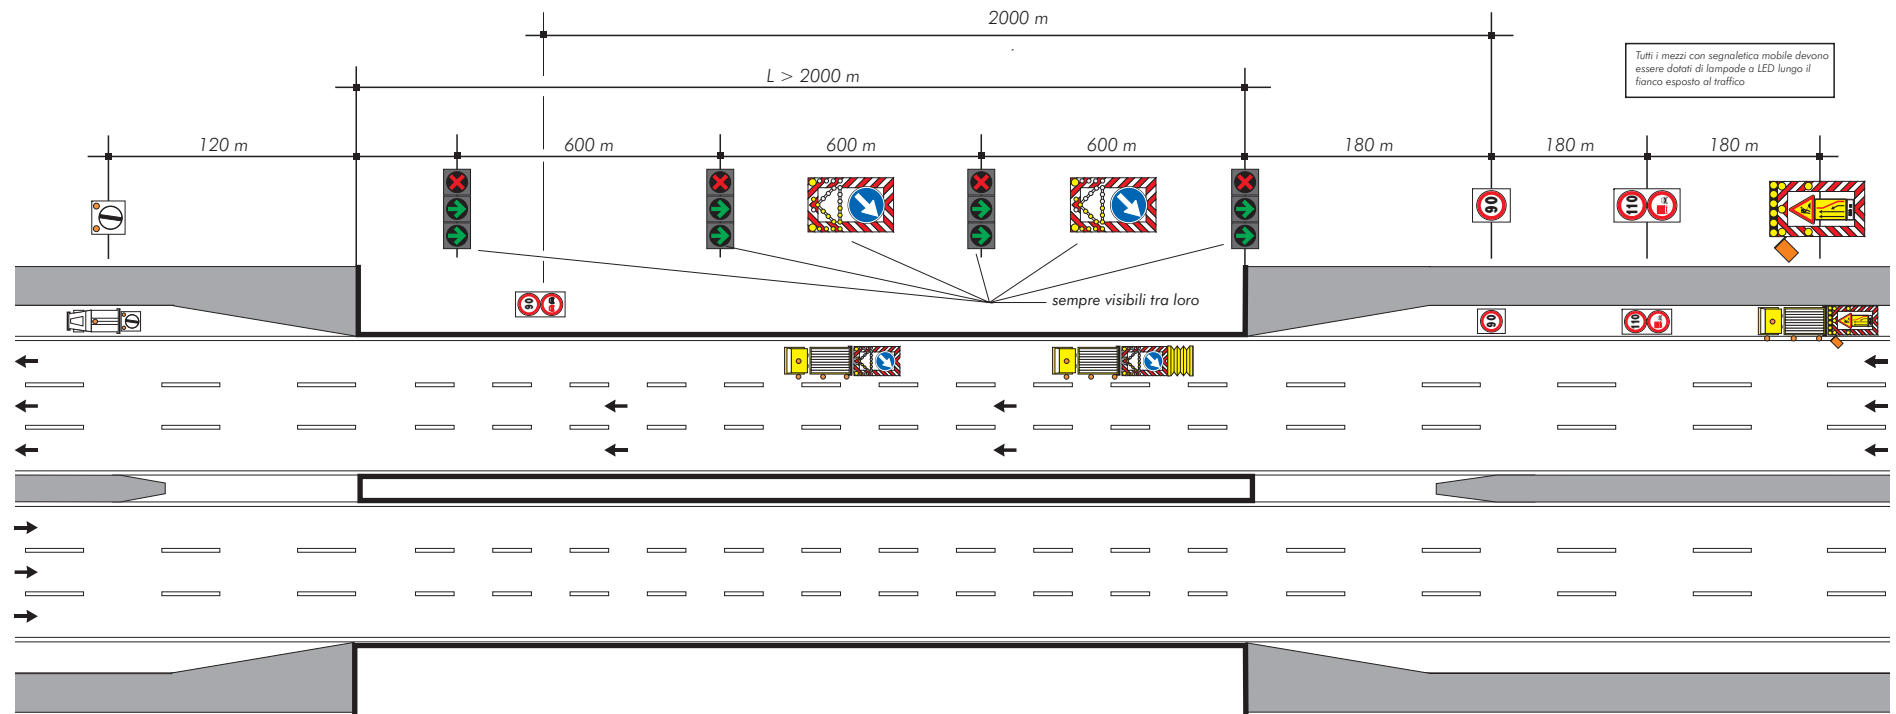 2000 m
Tutti i mezzi con segnaletica mobile devono
essere dotati di lampade a LED lungo il
fianco esposto al traffico
L > 2000 m
120 m
600 m
600 m
600 m
180 m
180 m
180 m
90
110
sempre visibili tra loro
90
90
110